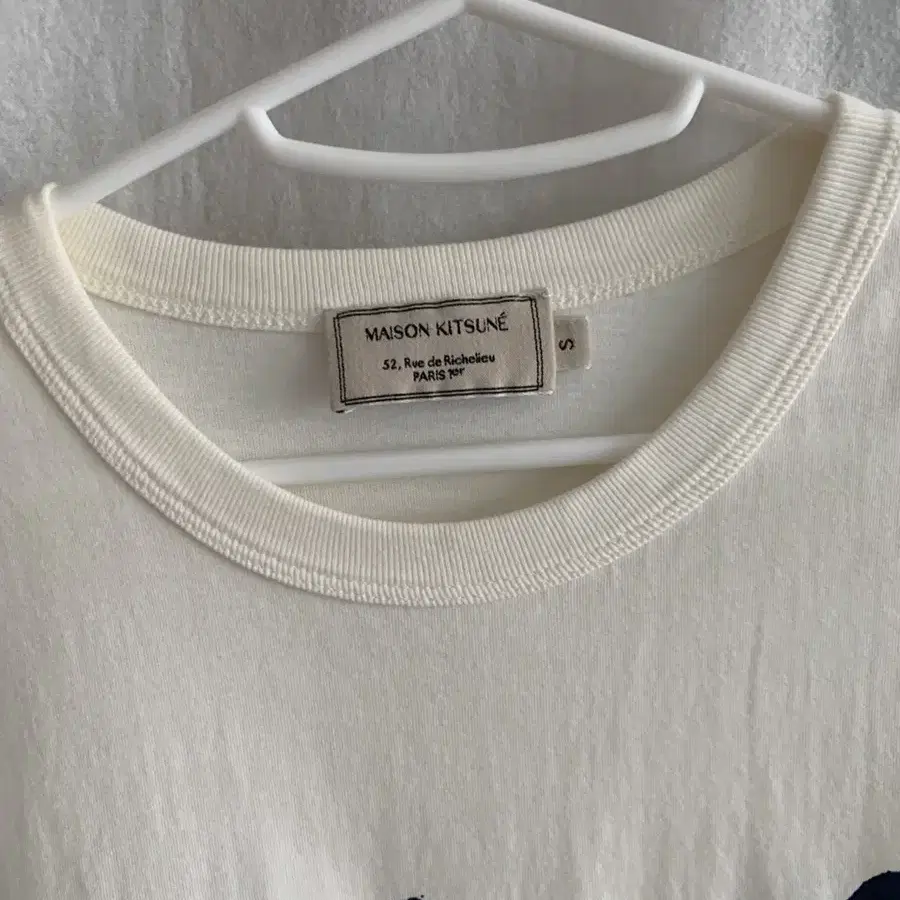 MAISON KITSUNÉ
52, Rue de Richelieu
PARIS 1er
S